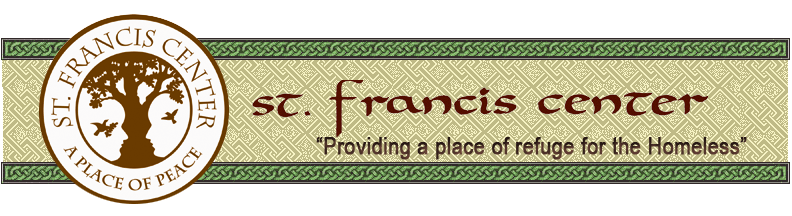 ST. FRANCIS CENTER
A PLACE OF PEACE
st. francis center
“Providing a place of refuge for the Homeless”